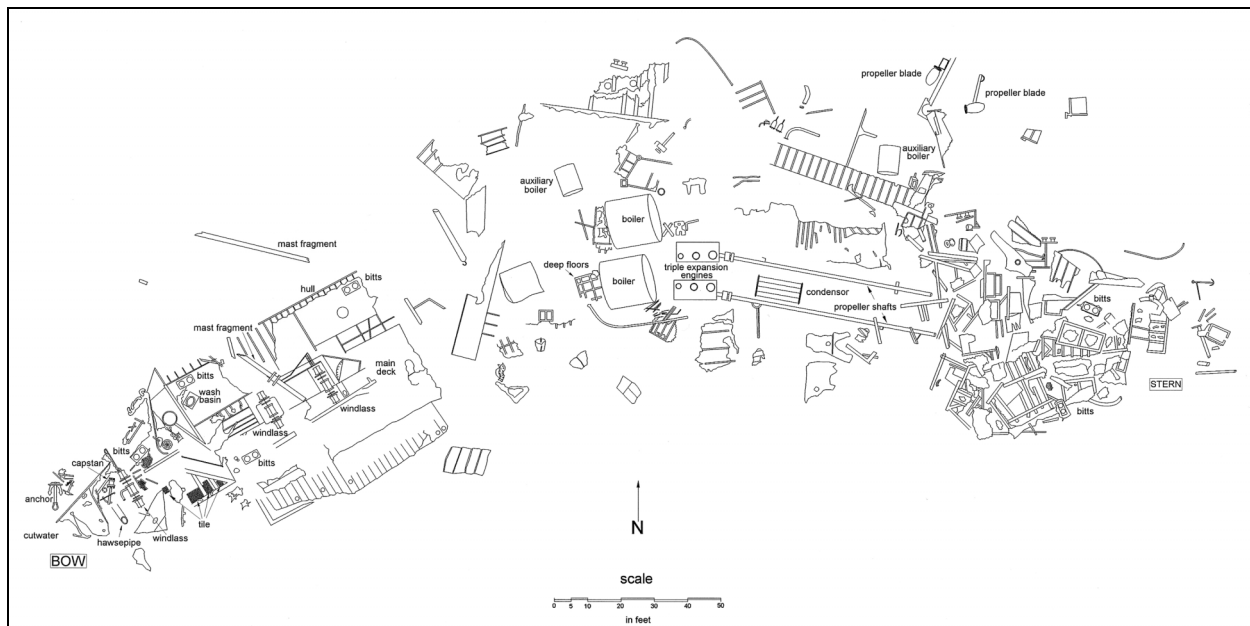 propeller blade
propeller blade
auxiliary
boiler
auxiliary
boiler
boiler
mast fragment
deep floors
boiler
triple expansion
engines
condensor
propeller shafts
bitts
hull
mast fragment
main
deck
bitts
wash
basin
windlass
windlass
bitts
bitts
capstan
anchor
tile
cutwater
hawsepipe
windlass
BOW
bitts
STERN
bitts
N
scale
0 5 10 20 30 40 50
in feet